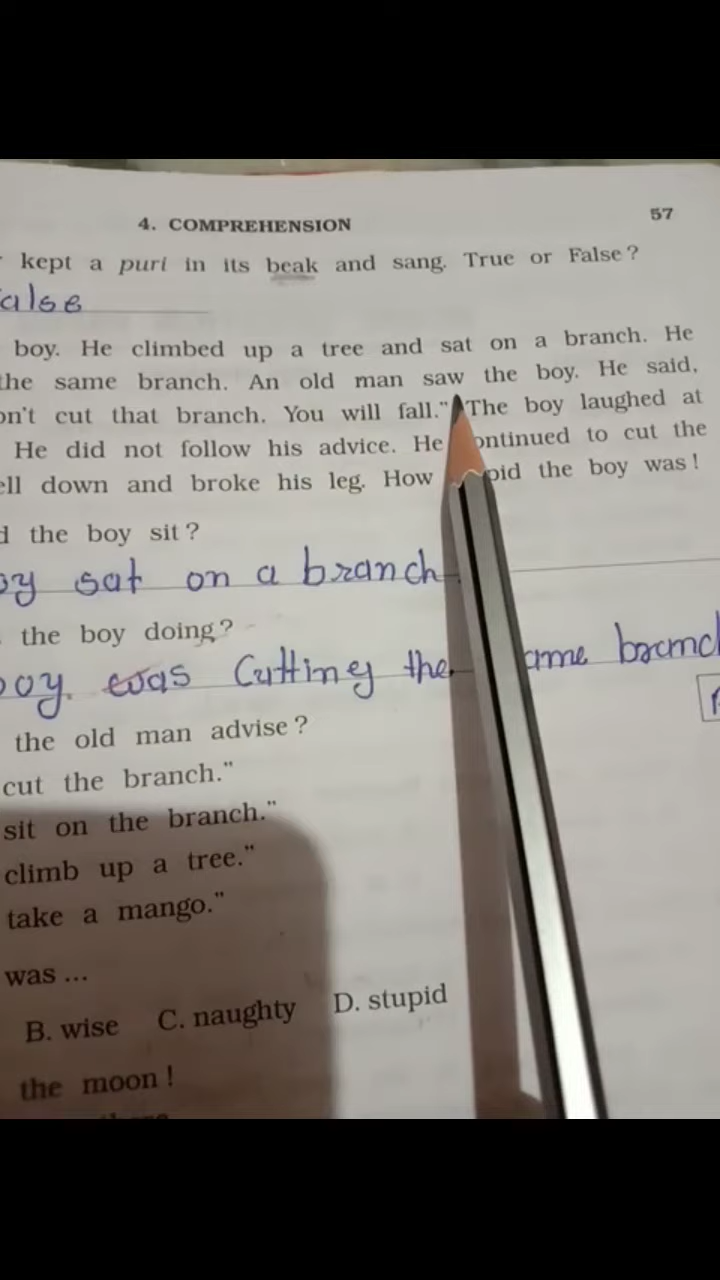 4. COMPREHENSION 57
kept a puri in its beak and sang. True or False?
alse
boy. He climbed up a tree and sat on a branch. He
the same branch. An old man saw the boy. He said,
on't cut that branch. You will fall." The boy laughed at
He did not follow his advice. He ontinued to cut the
ell down and broke his leg. How pid the boy was!
d the boy sit?
oy sat on a branch
the boy doing?
boy. was Cutting the ame branch
the old man advise?
cut the branch."
sit on the branch."
climb up a tree."
take a mango."
was ...
B. wise C. naughty D. stupid
the moon!